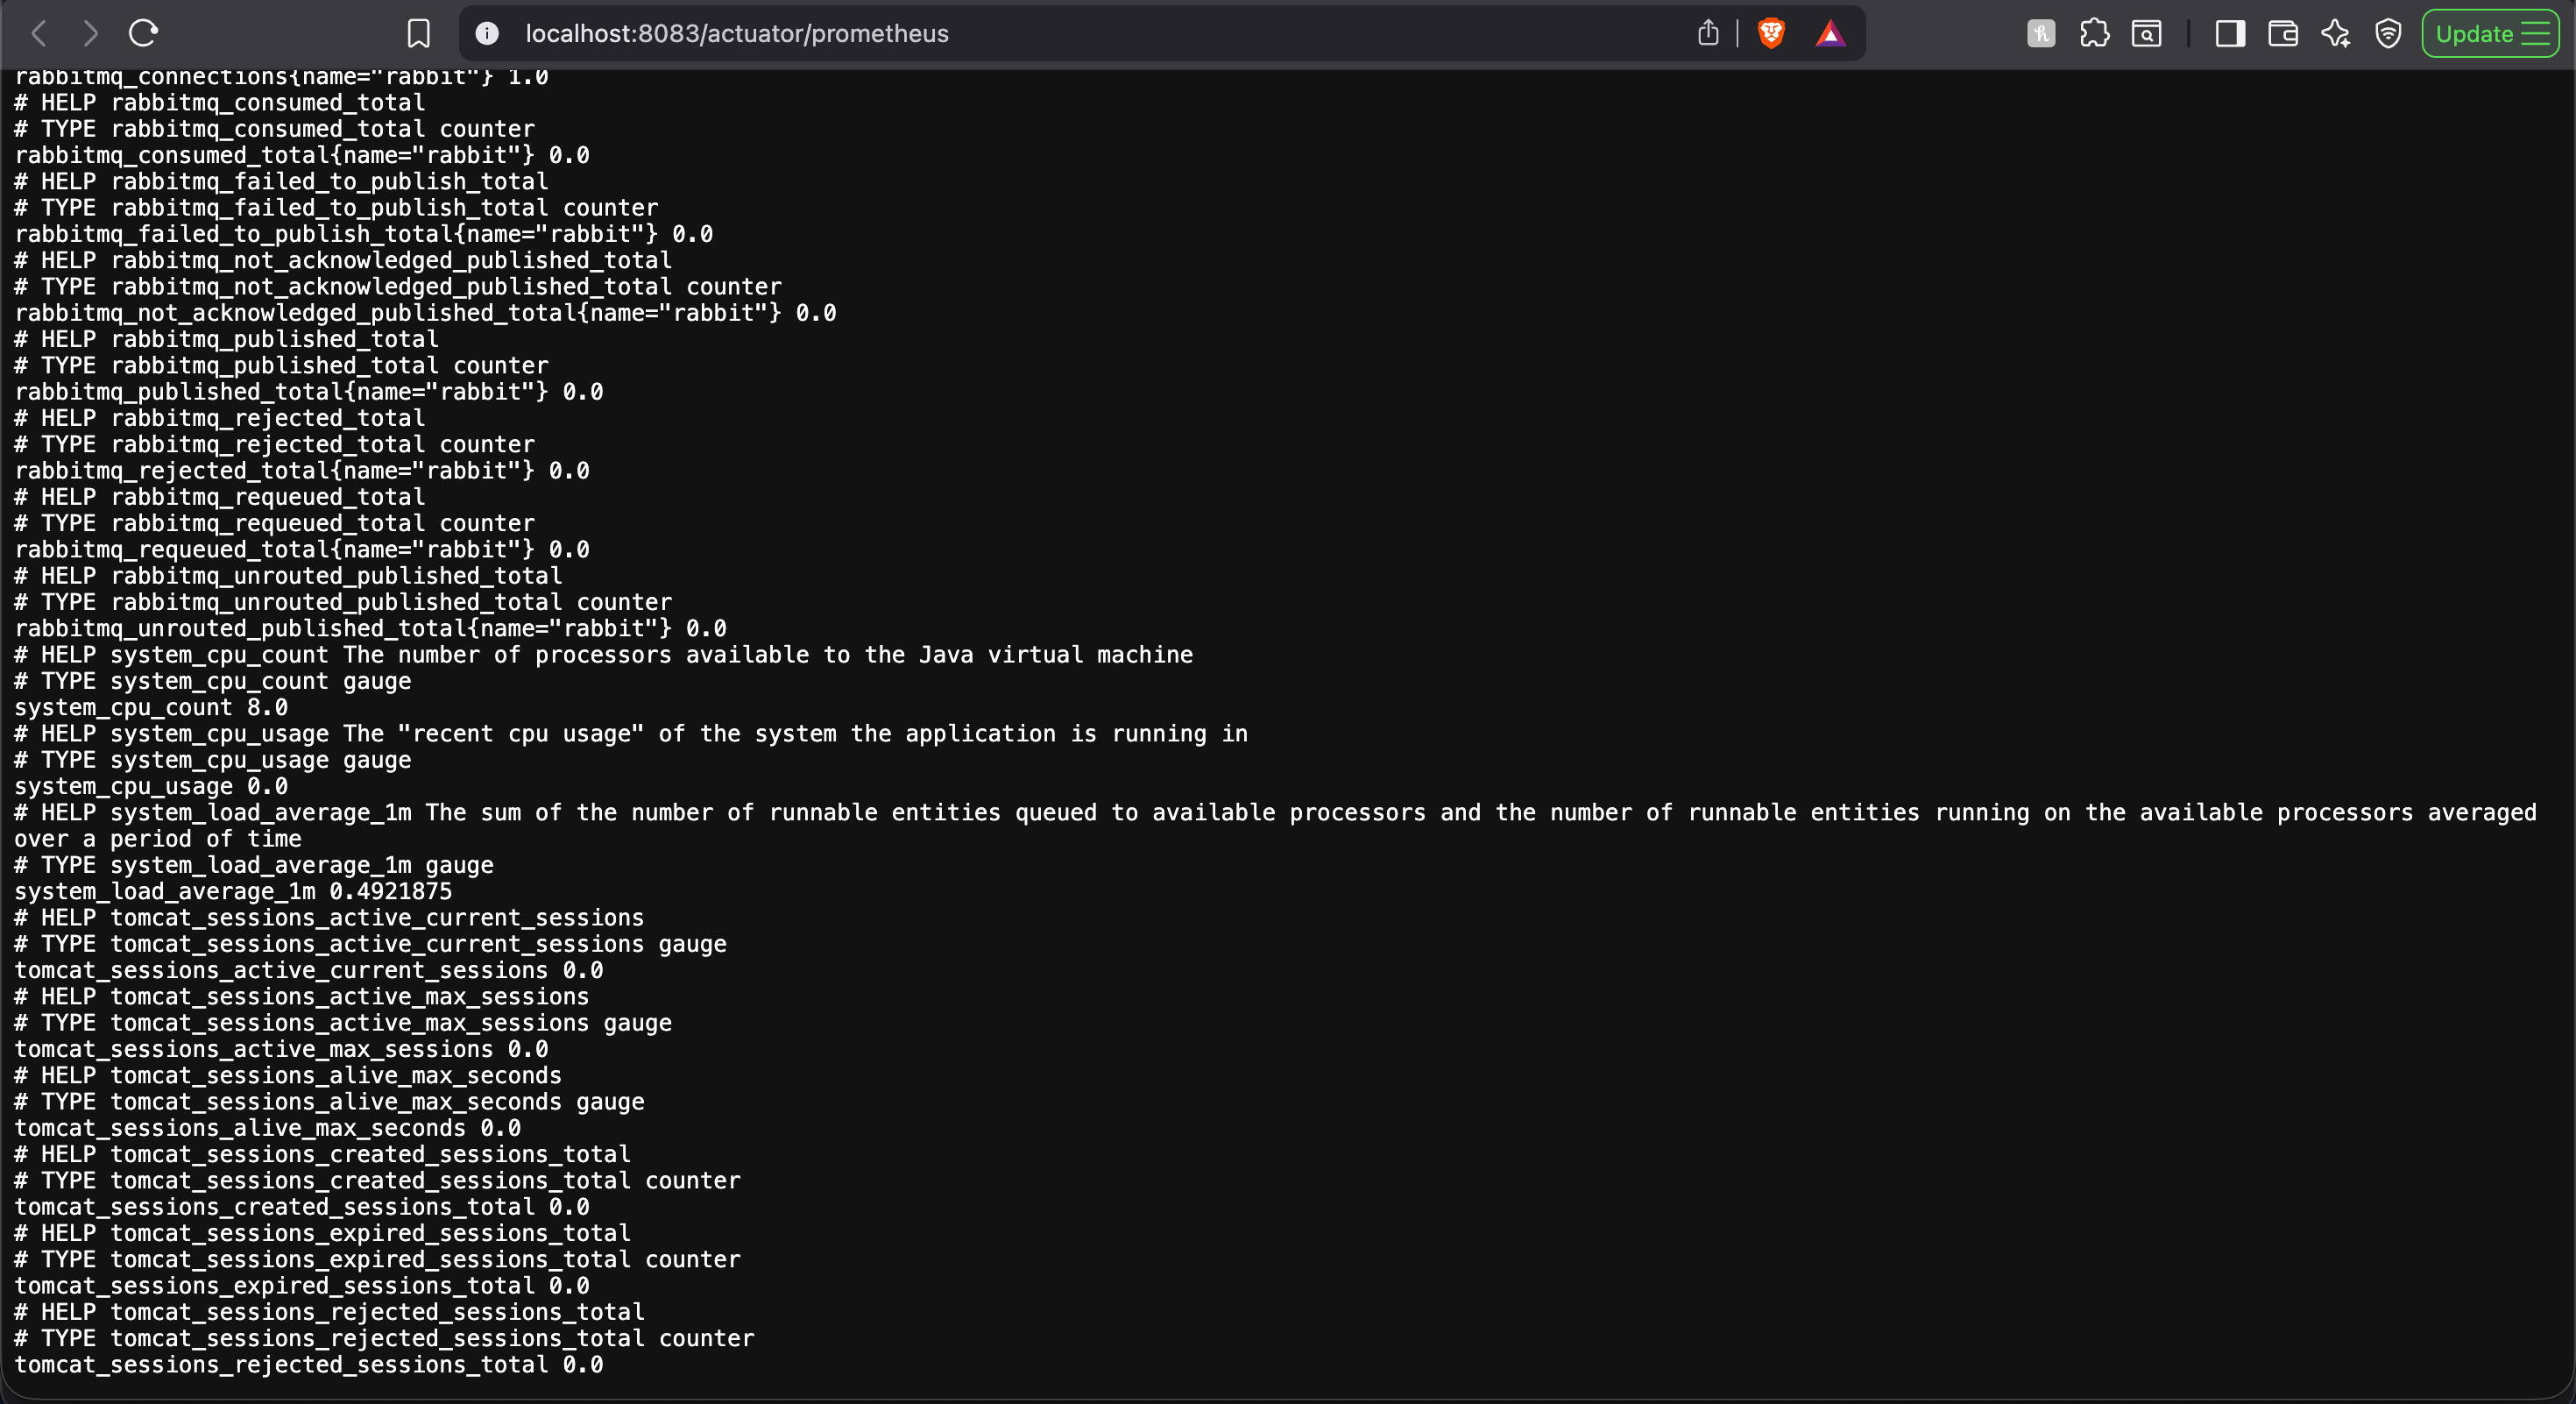 localhost:8083/actuator/prometheus
Update
rabbitmq_connections{name="rabbit"} 1.0
# HELP rabbitmq_consumed_total
# TYPE rabbitmq_consumed_total counter
rabbitmq_consumed_total{name="rabbit"} 0.0
# HELP rabbitmq_failed_to_publish_total
# TYPE rabbitmq_failed_to_publish_total counter
rabbitmq_failed_to_publish_total{name="rabbit"} 0.0
# HELP rabbitmq_not_acknowledged_published_total
# TYPE rabbitmq_not_acknowledged_published_total counter
rabbitmq_not_acknowledged_published_total{name="rabbit"} 0.0
# HELP rabbitmq_published_total
# TYPE rabbitmq_published_total counter
rabbitmq_published_total{name="rabbit"} 0.0
# HELP rabbitmq_rejected_total
# TYPE rabbitmq_rejected_total counter
rabbitmq_rejected_total{name="rabbit"} 0.0
# HELP rabbitmq_requeued_total
# TYPE rabbitmq_requeued_total counter
rabbitmq_requeued_total{name="rabbit"} 0.0
# HELP rabbitmq_unrouted_published_total
# TYPE rabbitmq_unrouted_published_total counter
rabbitmq_unrouted_published_total{name="rabbit"} 0.0
# HELP system_cpu_count The number of processors available to the Java virtual machine
# TYPE system_cpu_count gauge
system_cpu_count 8.0
# HELP system_cpu_usage The "recent cpu usage" of the system the application is running in
# TYPE system_cpu_usage gauge
system_cpu_usage 0.0
# HELP system_load_average_1m The sum of the number of runnable entities queued to available processors and the number of runnable entities running on the available processors averaged
over a period of time
# TYPE system_load_average_1m gauge
system_load_average_1m 0.4921875
# HELP tomcat_sessions_active_current_sessions
# TYPE tomcat_sessions_active_current_sessions gauge
tomcat_sessions_active_current_sessions 0.0
# HELP tomcat_sessions_active_max_sessions
# TYPE tomcat_sessions_active_max_sessions gauge
tomcat_sessions_active_max_sessions 0.0
# HELP tomcat_sessions_alive_max_seconds
# TYPE tomcat_sessions_alive_max_seconds gauge
tomcat_sessions_alive_max_seconds 0.0
# HELP tomcat_sessions_created_sessions_total
# TYPE tomcat_sessions_created_sessions_total counter
tomcat_sessions_created_sessions_total 0.0
# HELP tomcat_sessions_expired_sessions_total
# TYPE tomcat_sessions_expired_sessions_total counter
tomcat_sessions_expired_sessions_total 0.0
# HELP tomcat_sessions_rejected_sessions_total
# TYPE tomcat_sessions_rejected_sessions_total counter
tomcat_sessions_rejected_sessions_total 0.0